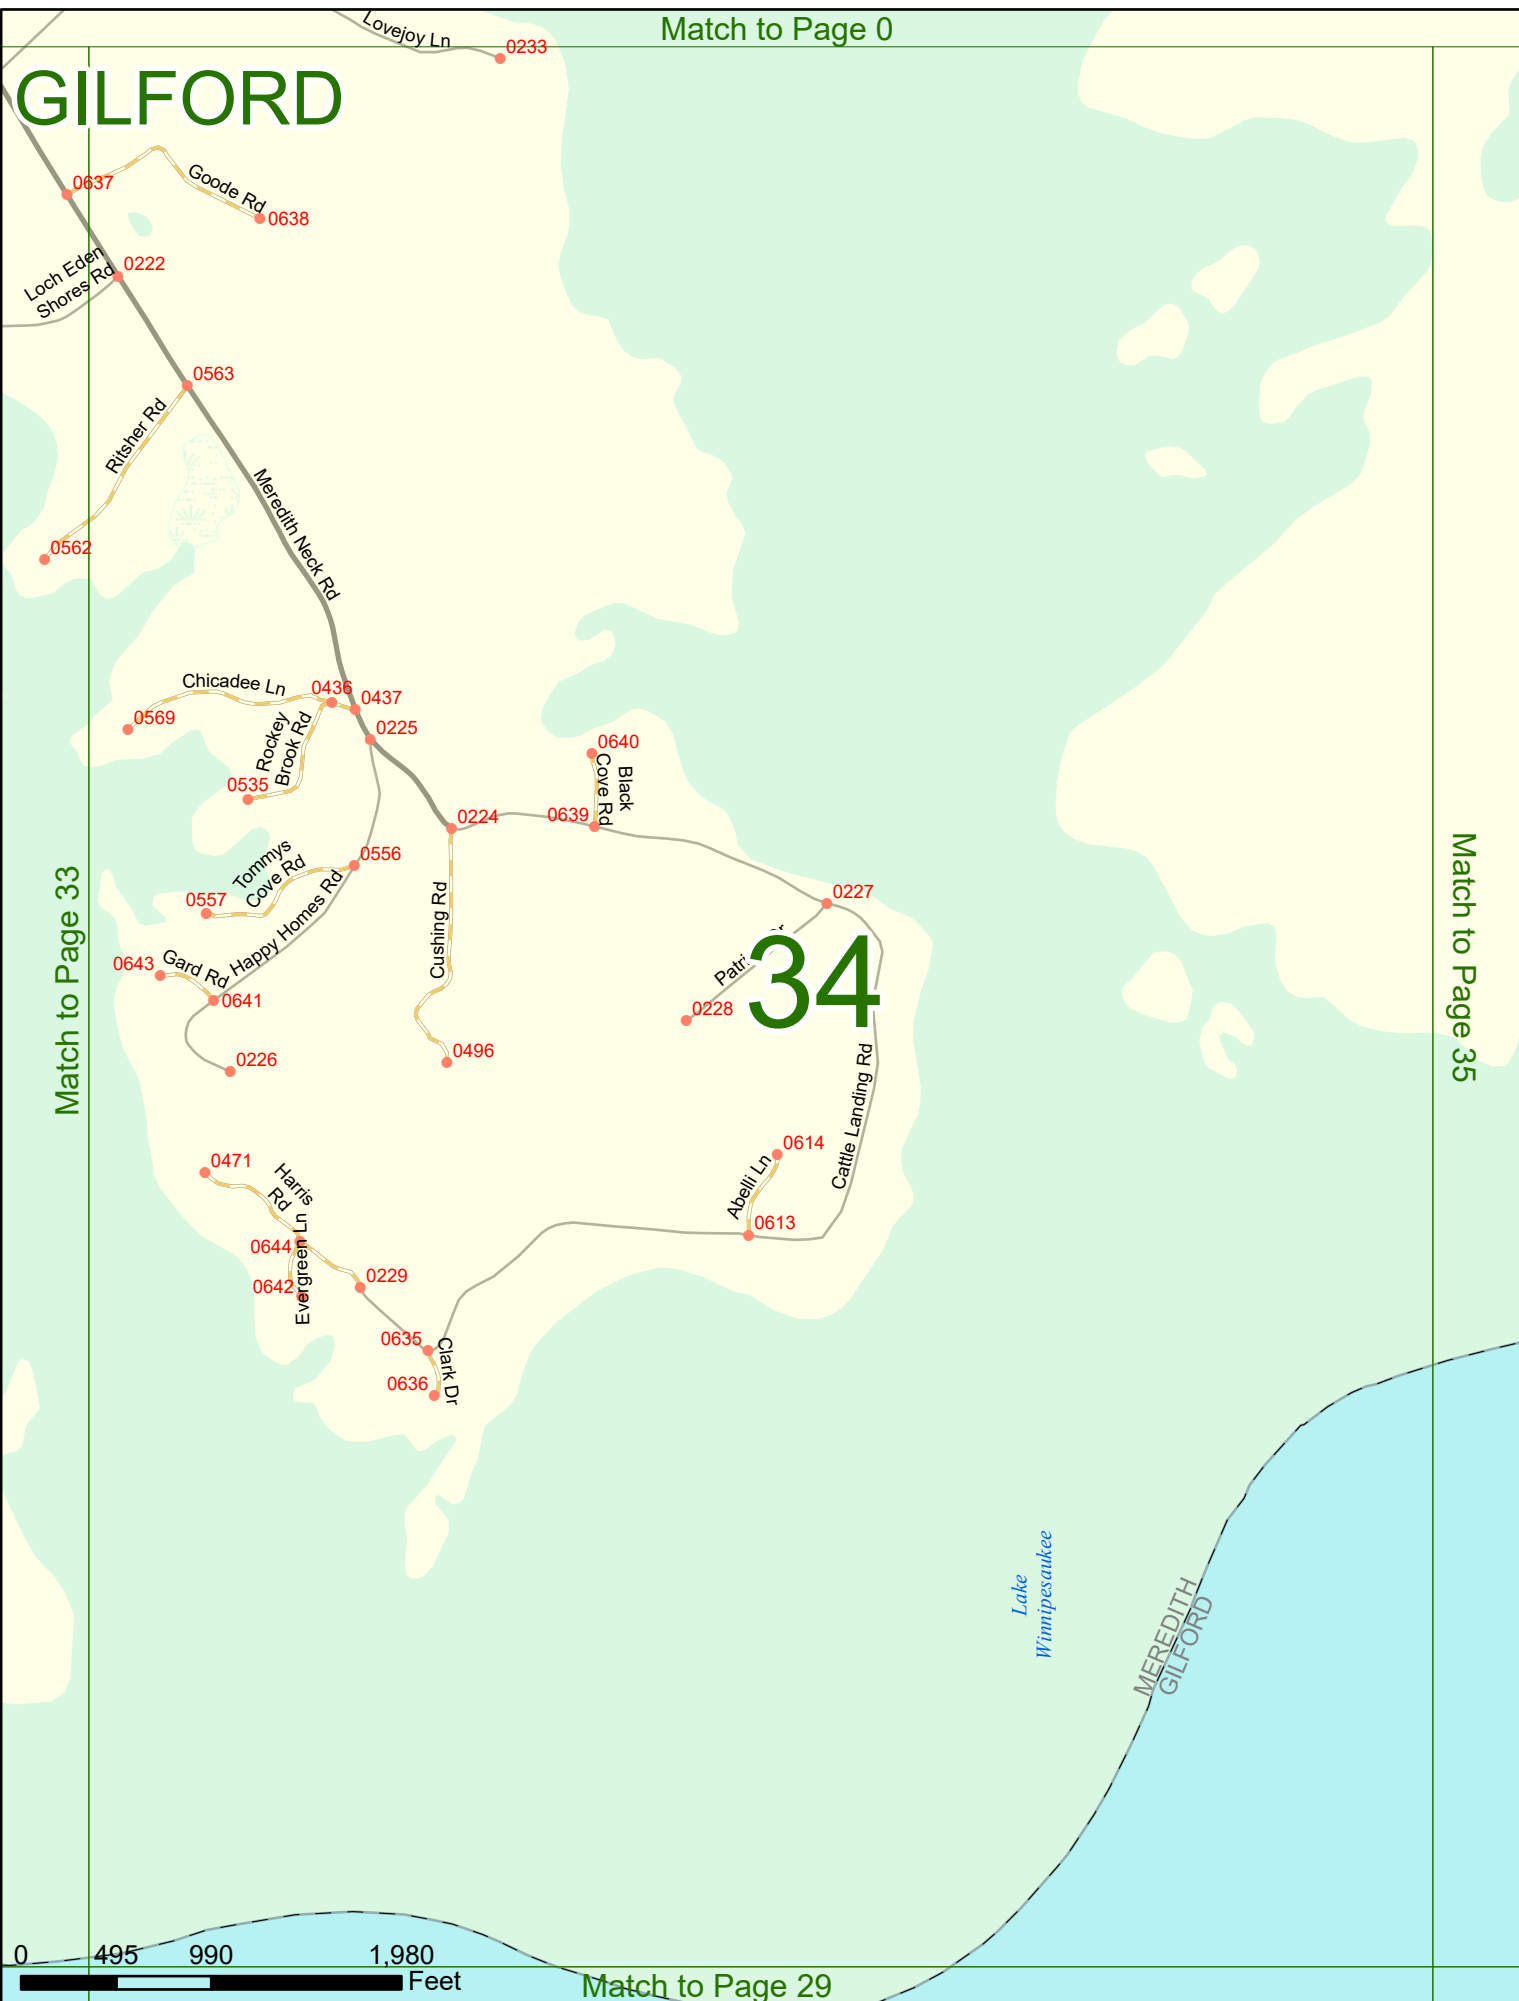 Match to Page 0
Lovejoy Ln
0233
GILFORD
0637
Goode Rd
0638
Loch Eden
Shores Rd
0222
0563
Ritsher Rd
Meredith Neck Rd
0562
Chicadee Ln
0436
0437
0569
Rockey
Brook Rd
0225
0640
Black
Cove Rd
0535
0224
0639
Tommys
Cove Rd
0556
0557
Happy Homes Rd
Cushing Rd
0227
Match to Page 33
Match to Page 35
34
0643
Gard Rd
0641
0228
0226
0496
Cattle Landing Rd
0614
Abelli Ln
0471
Harris
Rd
0613
0644
Evergreen Ln
0642
0229
0635
Clark Dr
0636
Lake
Winnipesaukee
MEREDITH
GILFORD
0 495 990 1,980
Feet
Match to Page 29